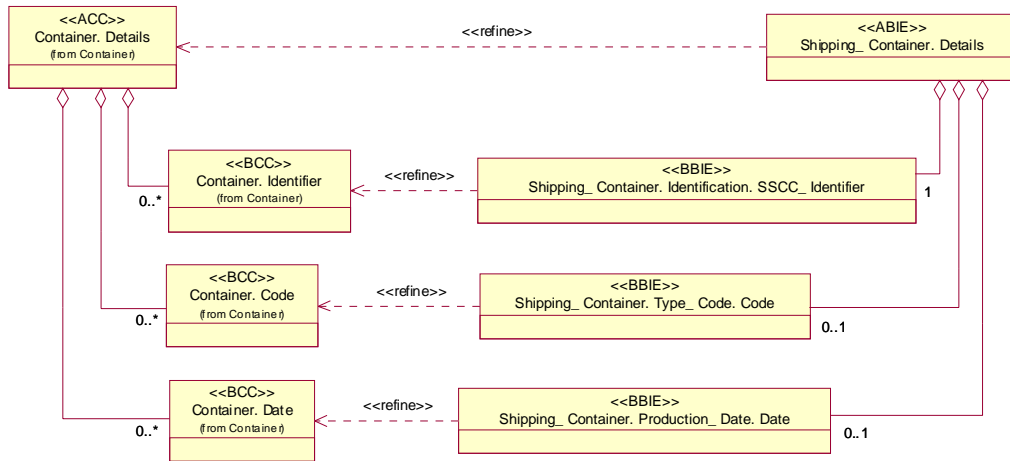 <<ACC>>
Container. Details
(from Container)
<<refine>>
<<ABIE>>
Shipping_ Container. Details
<<BCC>>
Container. Identifier
(from Container)
0..*
<<refine>>
<<BBIE>>
Shipping_ Container. Identification. SSCC_ Identifier
1
<<BCC>>
Container. Code
(from Container)
0..*
<<refine>>
<<BBIE>>
Shipping_ Container. Type_ Code. Code
0..1
<<BCC>>
Container. Date
(from Container)
0..*
<<refine>>
<<BBIE>>
Shipping_ Container. Production_ Date. Date
0..1